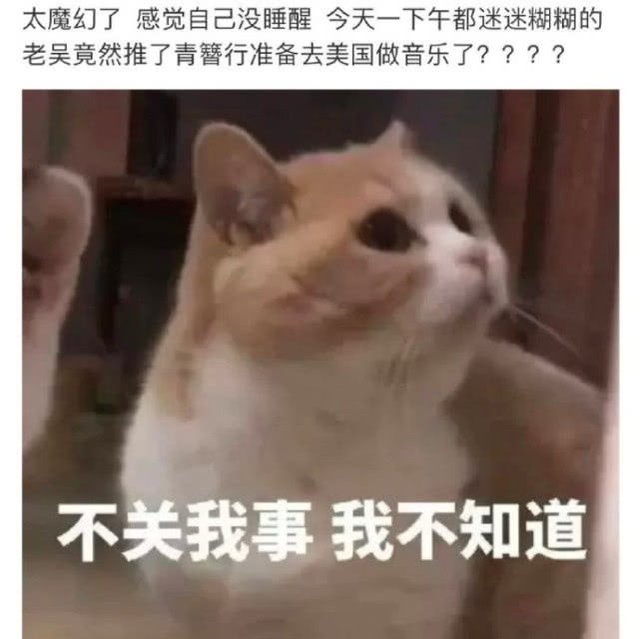 太魔幻了 感觉自己没睡醒 今天一下午都迷迷糊糊的
老吴竟然推了青簪行准备去美国做音乐了？？？？
不关我事 我不知道